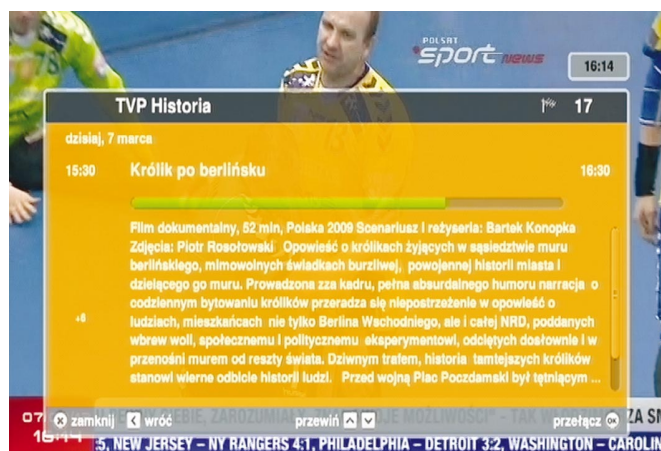 POLSAT
Sport news
16:14
TVP Historia 17
dzisiaj, 7 marca
15:30 Królik po berlińsku 16:30
Film dokumentalny, 52 min, Polska 2009 Scenariusz i reżyseria: Bartek Konopka
Zdjęcia: Piotr Rosołowski Opowieść o królikach żyjących w sąsiedztwie muru
berlińskiego, mimowolnych świadkach burzliwej, powojennej historii miasta i
dzielącego go muru. Prowadzona zza kadru, pełna absurdalnego humoru narracja o
codziennym bytowaniu królików przeradza się niepostrzeżenie w opowieść o
+6 ludziach, mieszkańcach nie tylko Berlina Wschodniego, ale i całej NRD, poddanych
wbrew woli, społecznemu i politycznemu eksperymentowi, odciętych dosłownie i w
przenośni murem od reszty świata. Dziwnym trafem, historia tamtejszych królików
stanowi wierne odbicie historii ludzi. Przed wojną Plac Poczdamski był tętniącym ...
zamknij wróć przewiń przełącz OK
07
16:14
:5, NEW JERSEY – NY RANGERS 4:1, PHILADELPHIA – DETROIT 3:2, WASHINGTON – CAROLIN